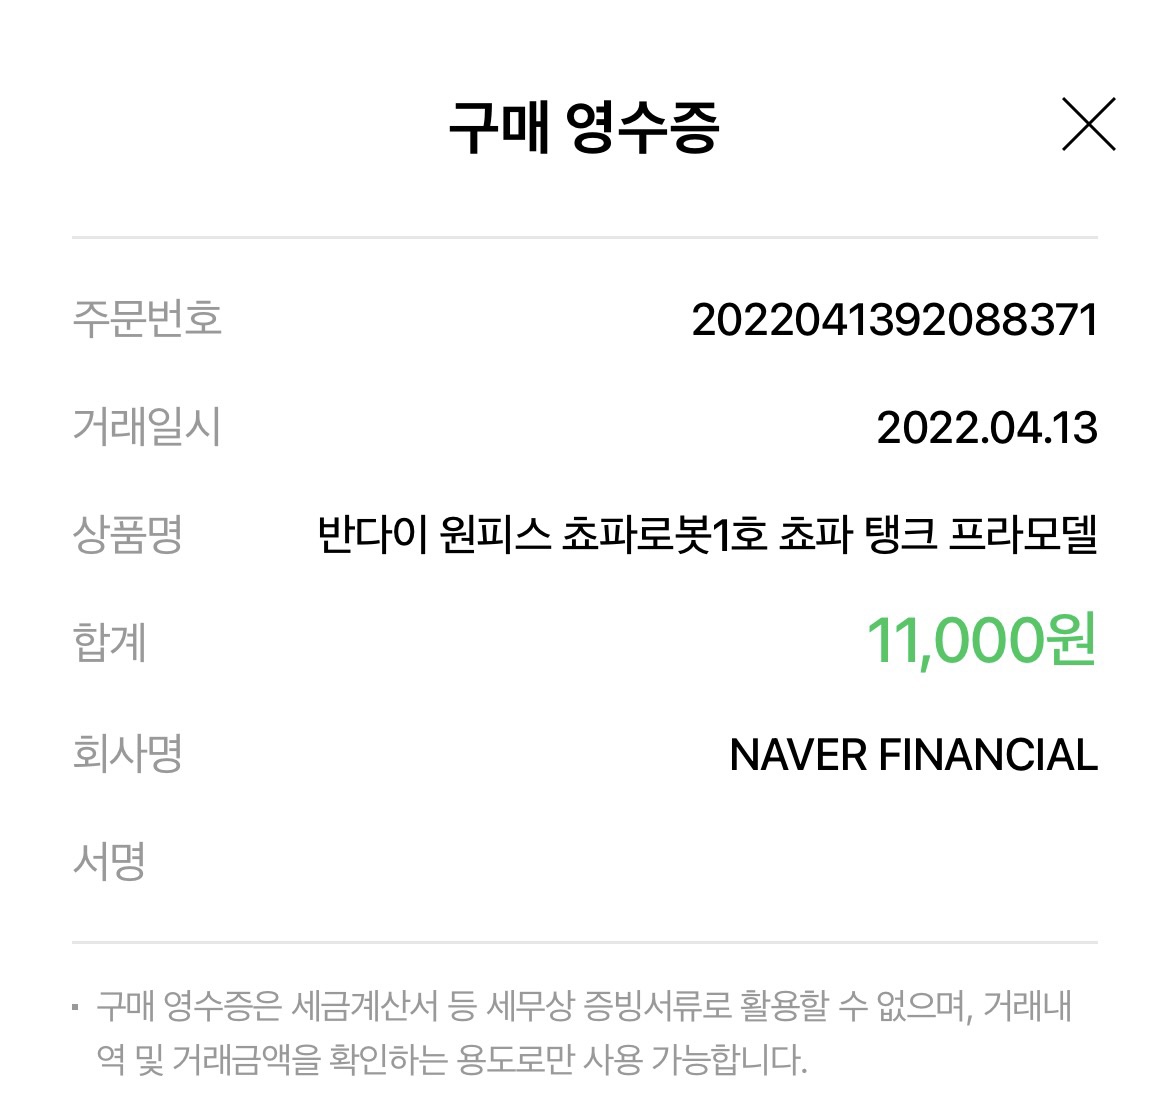 구매 영수증
주문번호 2022041392088371
거래일시 2022.04.13
상품명 반다이 원피스 쵸파로봇1호 쵸파 탱크 프라모델
합계 11,000원
회사명 NAVER FINANCIAL
서명
· 구매 영수증은 세금계산서 등 세무상 증빙서류로 활용할 수 없으며, 거래내
역 및 거래금액을 확인하는 용도로만 사용 가능합니다.